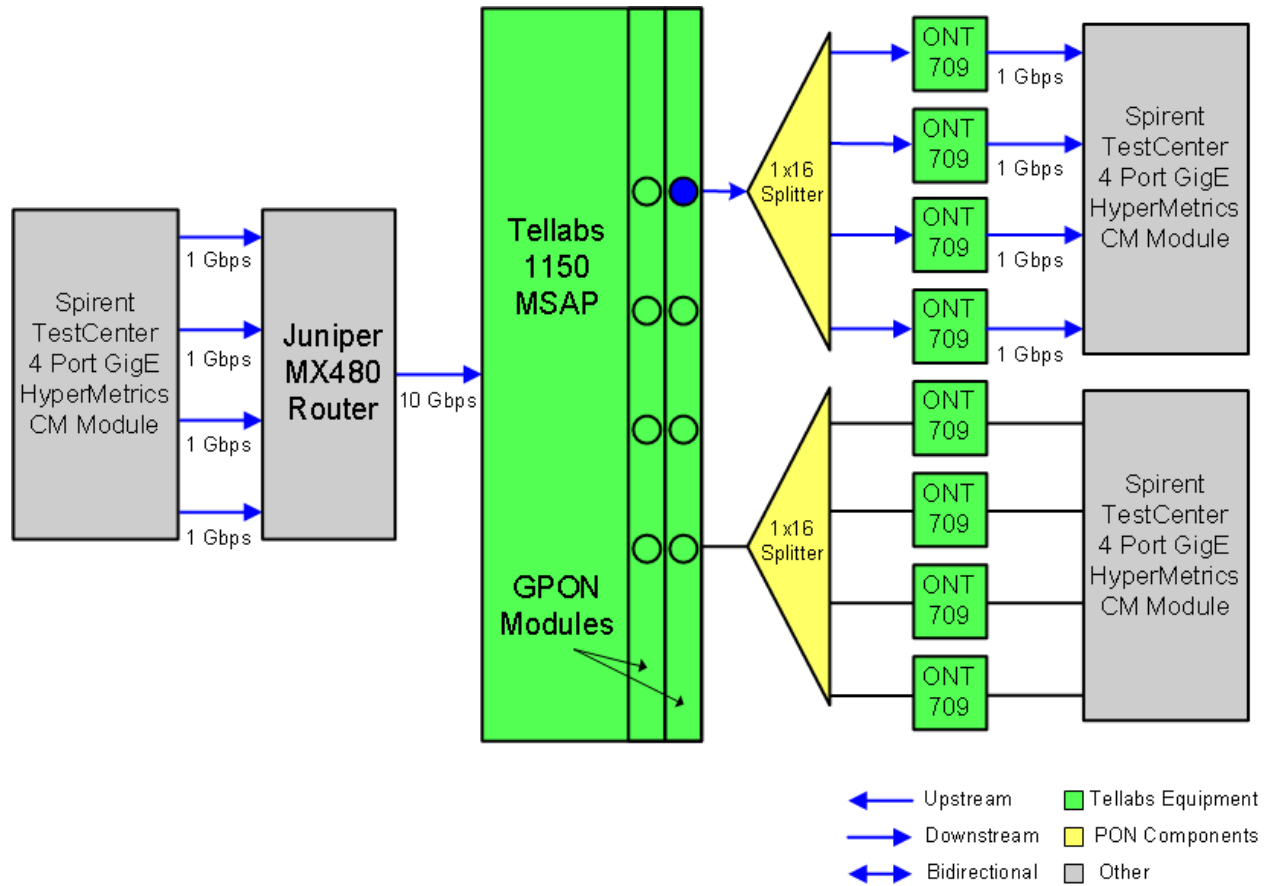 Spirent
TestCenter
4 Port GigE
HyperMetrics
CM Module
1 Gbps
1 Gbps
1 Gbps
1 Gbps
Juniper
MX480
Router
10 Gbps
Tellabs
1150
MSAP
GPON
Modules
1x16
Splitter
ONT
709
1 Gbps
ONT
709
1 Gbps
ONT
709
1 Gbps
ONT
709
1 Gbps
Spirent
TestCenter
4 Port GigE
HyperMetrics
CM Module
1x16
Splitter
ONT
709
ONT
709
ONT
709
ONT
709
Spirent
TestCenter
4 Port GigE
HyperMetrics
CM Module
Upstream
Downstream
Bidirectional
Tellabs Equipment
PON Components
Other